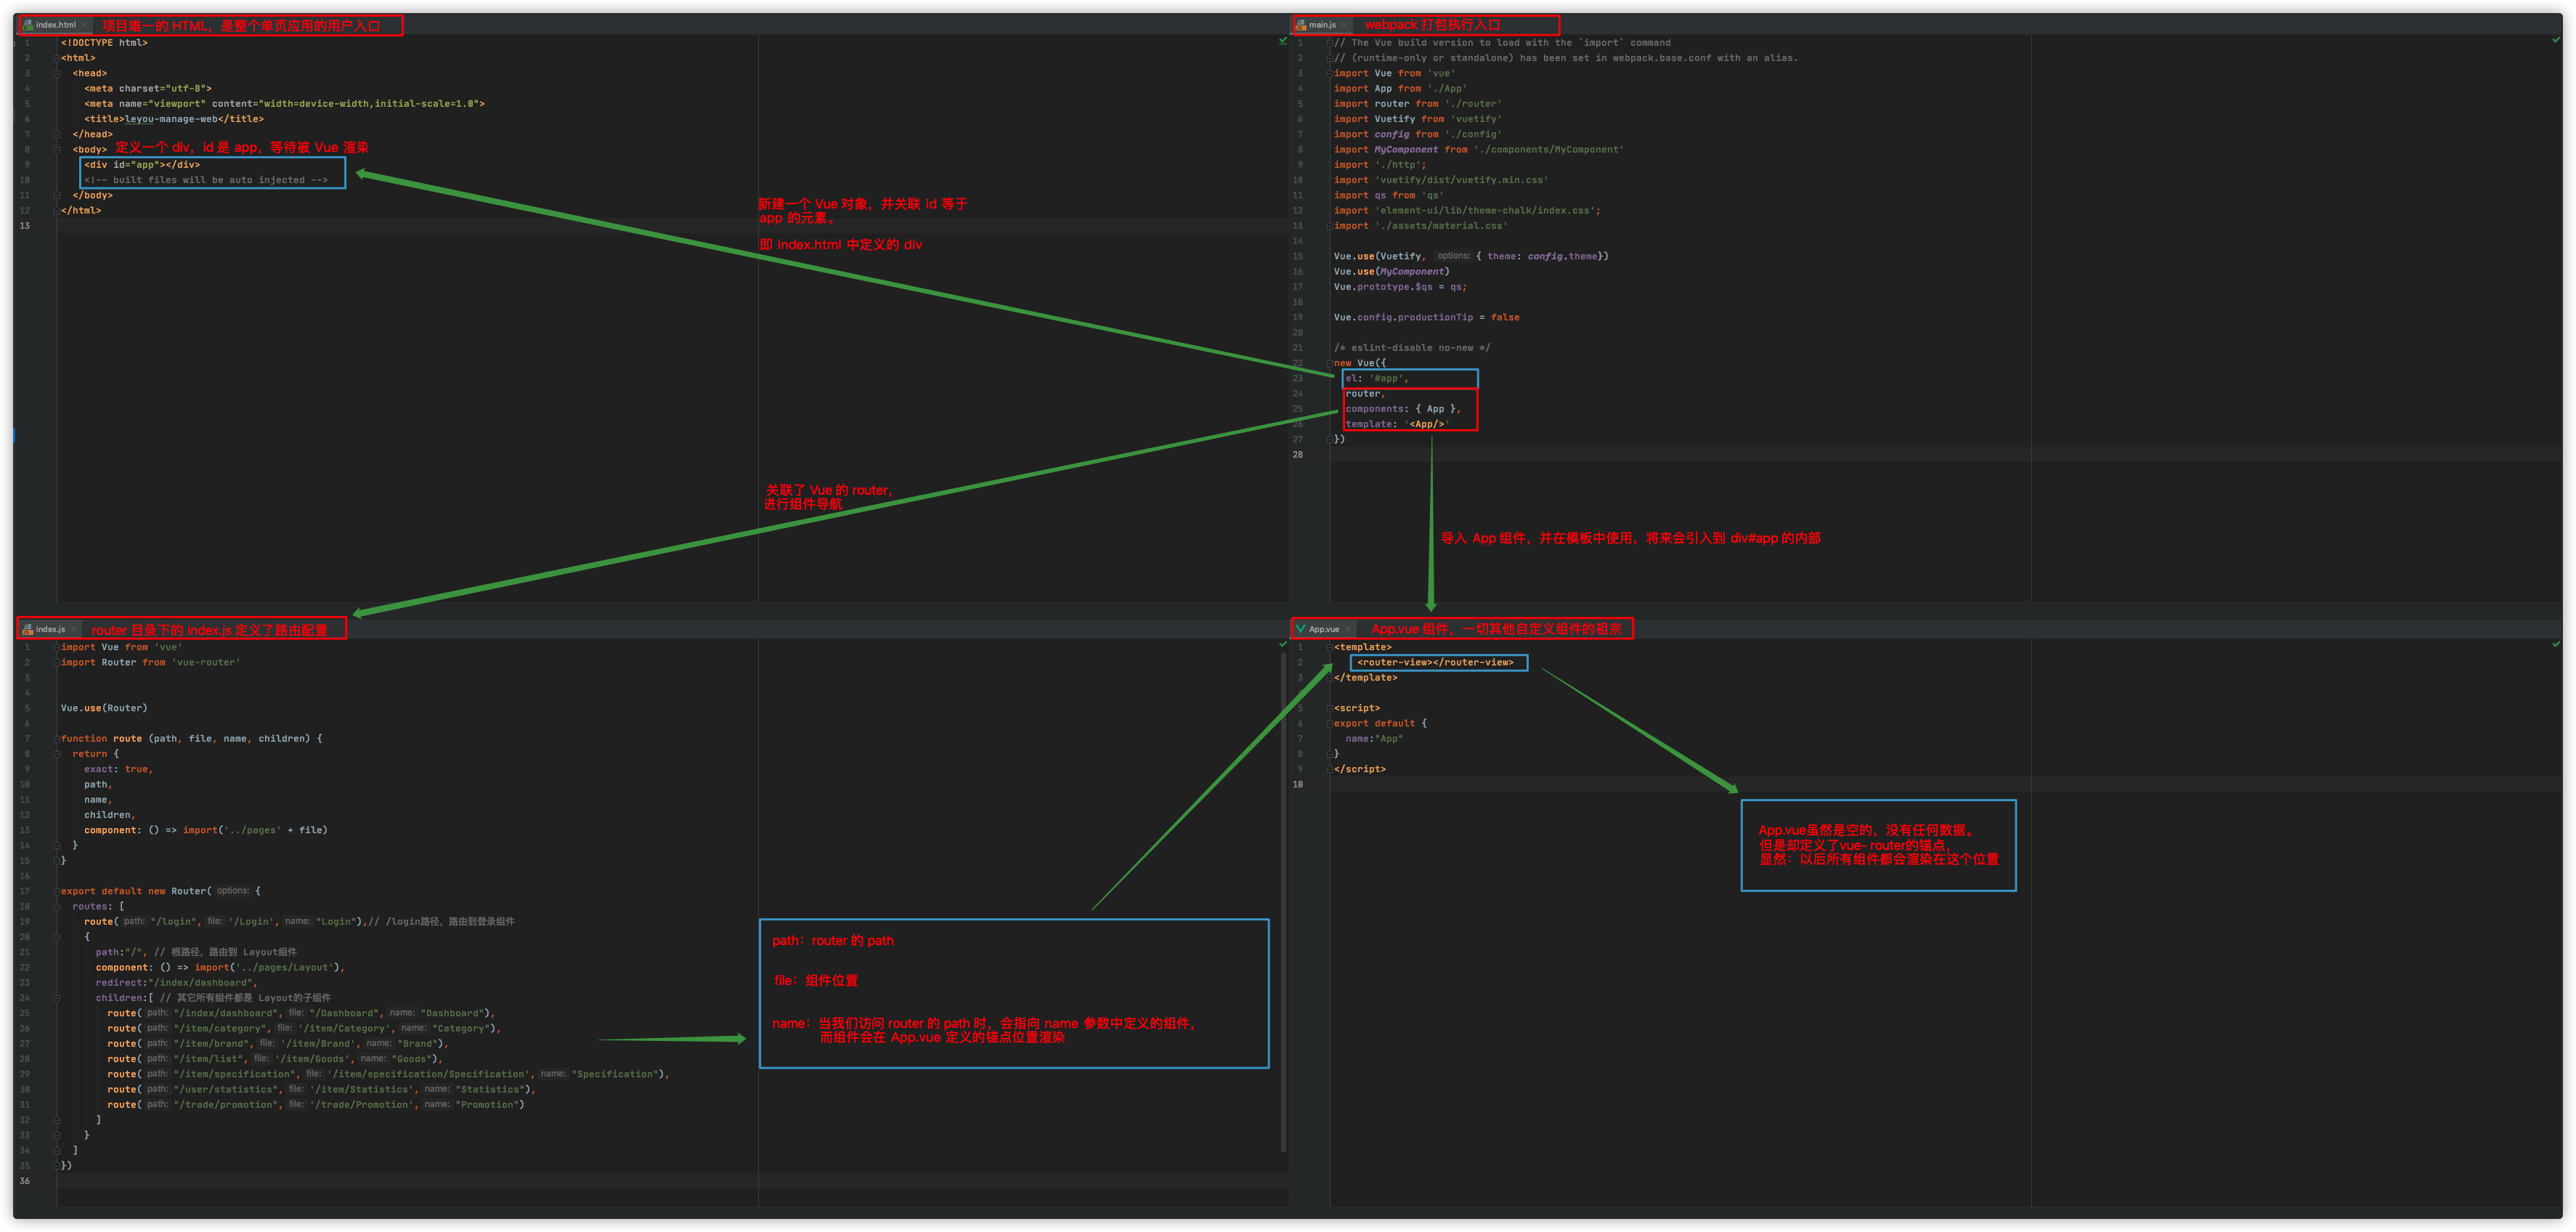 index.html
项目唯一的 HTML，是整个单页应用的用户入口
1 <!DOCTYPE html>
2 <html>
3 <head>
4 <meta charset="utf-8">
5 <meta name="viewport" content="width=device-width,initial-scale=1.0">
6 <title>leyou-manage-web</title>
7 </head>
8 <body> 定义一个 div，id 是 app，等待被 Vue 渲染
9 <div id="app"></div>
10 <!-- built files will be auto injected -->
11 </body>
12 </html>
13
新建一个 Vue 对象，并关联 id 等于
app 的元素。
即 index.html 中定义的 div
关联了 Vue 的 router，
进行组件导航
main.js
webpack 打包执行入口
1 // The Vue build version to load with the `import` command
2 // (runtime-only or standalone) has been set in webpack.base.conf with an alias.
3 import Vue from 'vue'
4 import App from './App'
5 import router from './router'
6 import Vuetify from 'vuetify'
7 import config from './config'
8 import MyComponent from './components/MyComponent'
9 import './http';
10 import 'vuetify/dist/vuetify.min.css'
11 import qs from 'qs'
12 import 'element-ui/lib/theme-chalk/index.css';
13 import './assets/material.css'
14
15 Vue.use(Vuetify, options: { theme: config.theme})
16 Vue.use(MyComponent)
17 Vue.prototype.$qs = qs;
18
19 Vue.config.productionTip = false
20
21 /* eslint-disable no-new */
22 new Vue({
23 el: '#app',
24 router,
25 components: { App },
26 template: '<App/>'
27 })
28
导入 App 组件，并在模板中使用，将来会引入到 div#app 的内部
index.js
router 目录下的 index.js 定义了路由配置
1 import Vue from 'vue'
2 import Router from 'vue-router'
3
4
5 Vue.use(Router)
6
7 function route (path, file, name, children) {
8 return {
9 exact: true,
10 path,
11 name,
12 children,
13 component: () => import('../pages' + file)
14 }
15 }
16
17 export default new Router( options: {
18 routes: [
19 route( path: "/login", file: '/Login', name: "Login"),// /login路径，路由到登录组件
20 {
21 path:"/", // 根路径，路由到 Layout组件
22 component: () => import('../pages/Layout'),
23 redirect:"/index/dashboard",
24 children:[ // 其它所有组件都是 Layout的子组件
25 route( path: "/index/dashboard", file: "/Dashboard", name: "Dashboard"),
26 route( path: "/item/category", file: '/item/Category', name: "Category"),
27 route( path: "/item/brand", file: '/item/Brand', name: "Brand"),
28 route( path: "/item/list", file: '/item/Goods', name: "Goods"),
29 route( path: "/item/specification", file: '/item/specification/Specification', name: "Specification"),
30 route( path: "/user/statistics", file: '/item/Statistics', name: "Statistics"),
31 route( path: "/trade/promotion", file: '/trade/Promotion', name: "Promotion")
32 ]
33 }
34 ]
35 })
36
path：router 的 path
file：组件位置
name：当我们访问 router 的 path 时，会指向 name 参数中定义的组件，
而组件会在 App.vue 定义的锚点位置渲染
App.vue
App.vue 组件，一切其他自定义组件的祖宗
1 <template>
2 <router-view></router-view>
3 </template>
5 <script>
6 export default {
7 name:"App"
8 }
9 </script>
10
App.vue虽然是空的，没有任何数据。
但是却定义了vue- router的锚点，
显然：以后所有组件都会渲染在这个位置